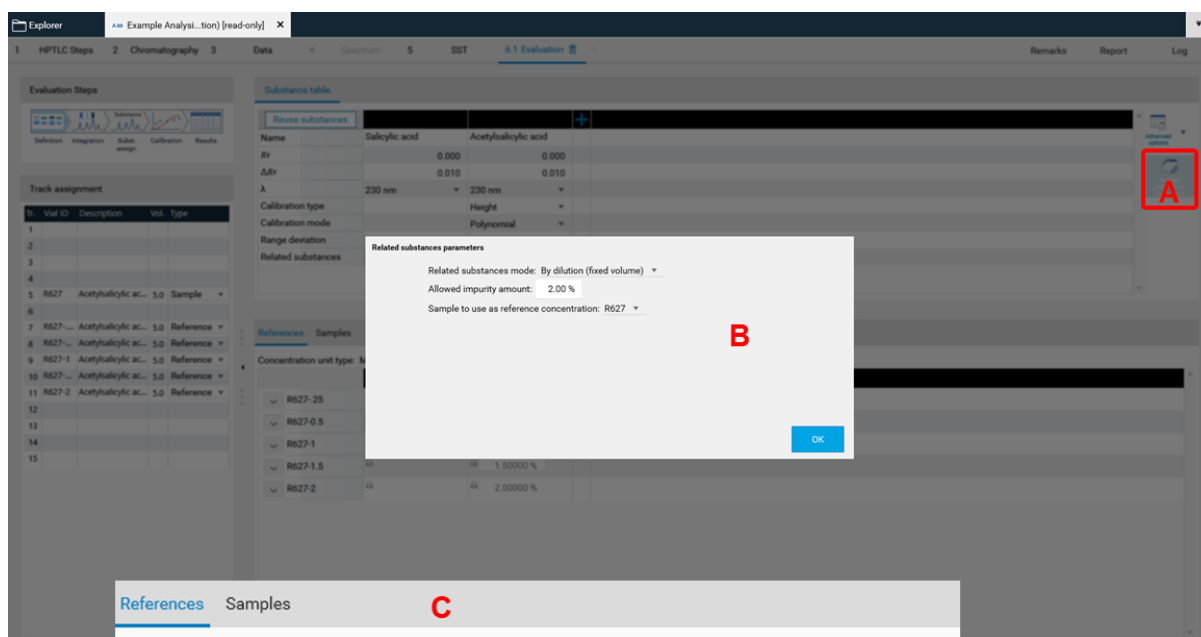 Explorer
Example Analysi...tion) [read-only]
1 HPTLC Steps 2 Chromatography 3 Data 4 Spectrum 5 SST 6.1 Evaluation
Remarks Report Log
Evaluation Steps
Definition Integration Subst. assign. Calibration Results
Substance
Track assignment
Tr. Vial ID Description Vol. Type
1
2
3
4
5 R627 Acetylsalicylic ac... 5.0 Sample
6
7 R627-... Acetylsalicylic ac... 5.0 Reference
8 R627-... Acetylsalicylic ac... 5.0 Reference
9 R627-1 Acetylsalicylic ac... 5.0 Reference
10 R627-... Acetylsalicylic ac... 5.0 Reference
11 R627-2 Acetylsalicylic ac... 5.0 Reference
12
13
14
15
Substance table
Reuse substances
Name Salicylic acid Acetylsalicylic acid
RF 0.000 0.000
ΔRF 0.010 0.010
λ 230 nm 230 nm
Calibration type Height
Calibration mode Polynomial
Range deviation
Related substances
Advanced options
A
Related substances parameters
Related substances mode: By dilution (fixed volume)
Allowed impurity amount: 2.00 %
Sample to use as reference concentration: R627
B
OK
References Samples
Concentration unit type: M
R627-.25
R627-0.5
R627-1
R627-1.5 1.50000 %
R627-2 2.00000 %
References Samples
C